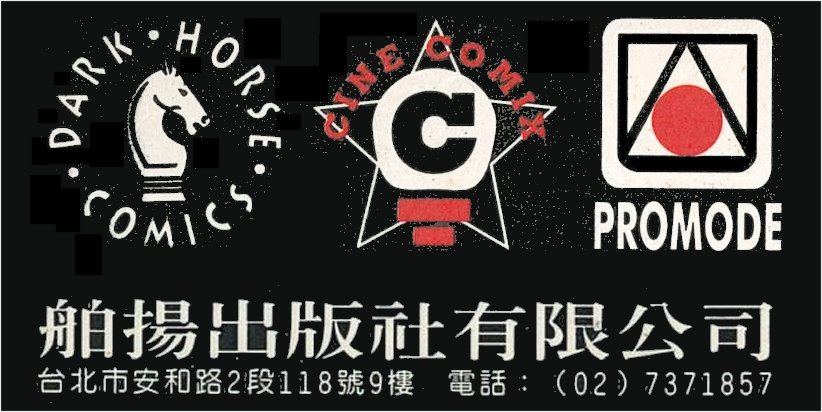 DARK · HORSE · COMICS ·
CINE COMIX
C
PROMODE
舶揚出版社有限公司
台北市安和路2段118號9樓 電話：（02）7371857